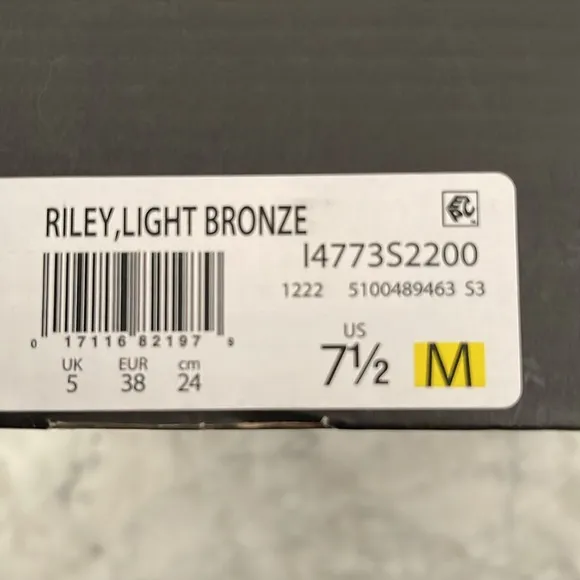 RILEY,LIGHT BRONZE
I4773S2200
1222 5100489463 S3
0 17116 82197 9
UK EUR cm
5 38 24
US
7½ M